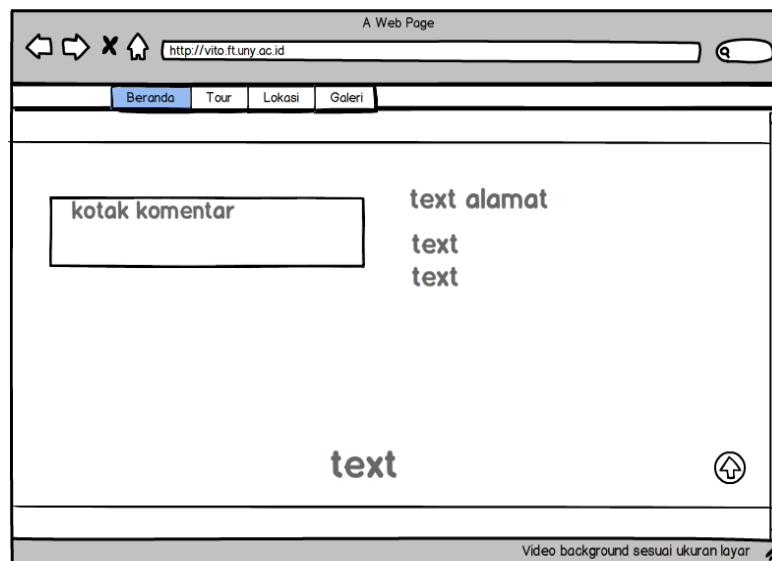 A Web Page
http://vito.ft.uny.ac.id
Beranda Tour Lokasi Galeri
kotak komentar
text alamat
text
text
text
Video background sesuai ukuran layar